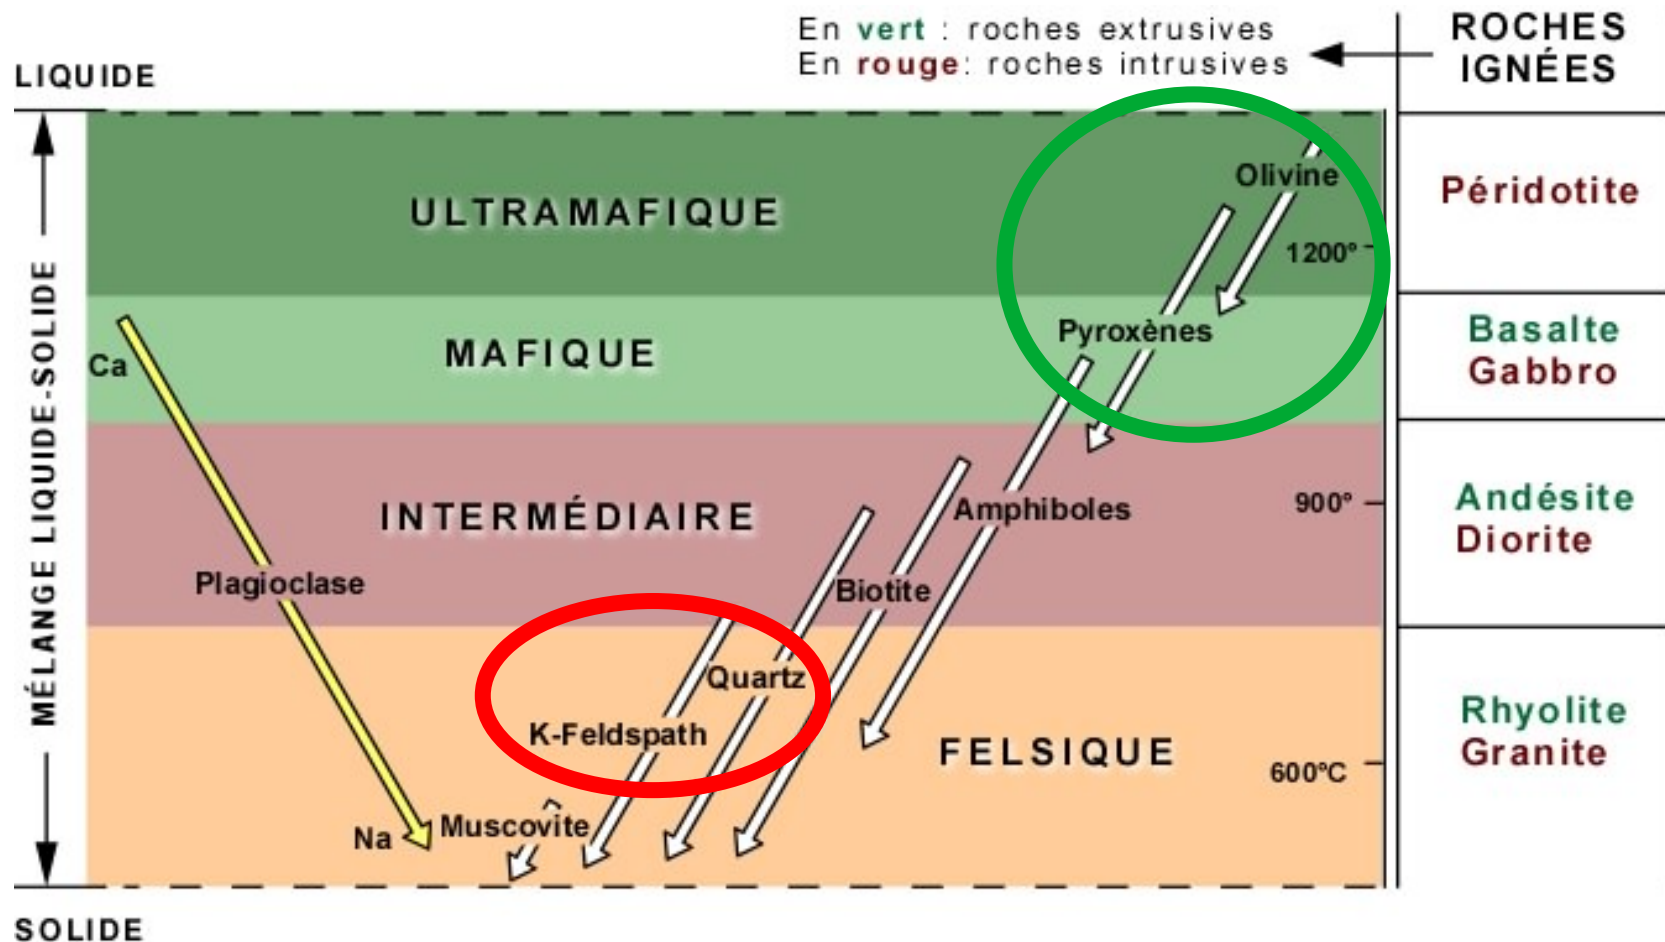 En vert : roches extrusives
En rouge: roches intrusives
ROCHES
IGNÉES
LIQUIDE
MÉLANGE LIQUIDE-SOLIDE
SOLIDE
ULTRAMAFIQUE
Olivine
1200°
Péridotite
MAFIQUE
Ca
Pyroxènes
Basalte
Gabbro
INTERMÉDIAIRE
Amphiboles
900°
Plagioclase
Biotite
Andésite
Diorite
Quartz
K-Feldspath
FELSIQUE
600°C
Na
Muscovite
Rhyolite
Granite